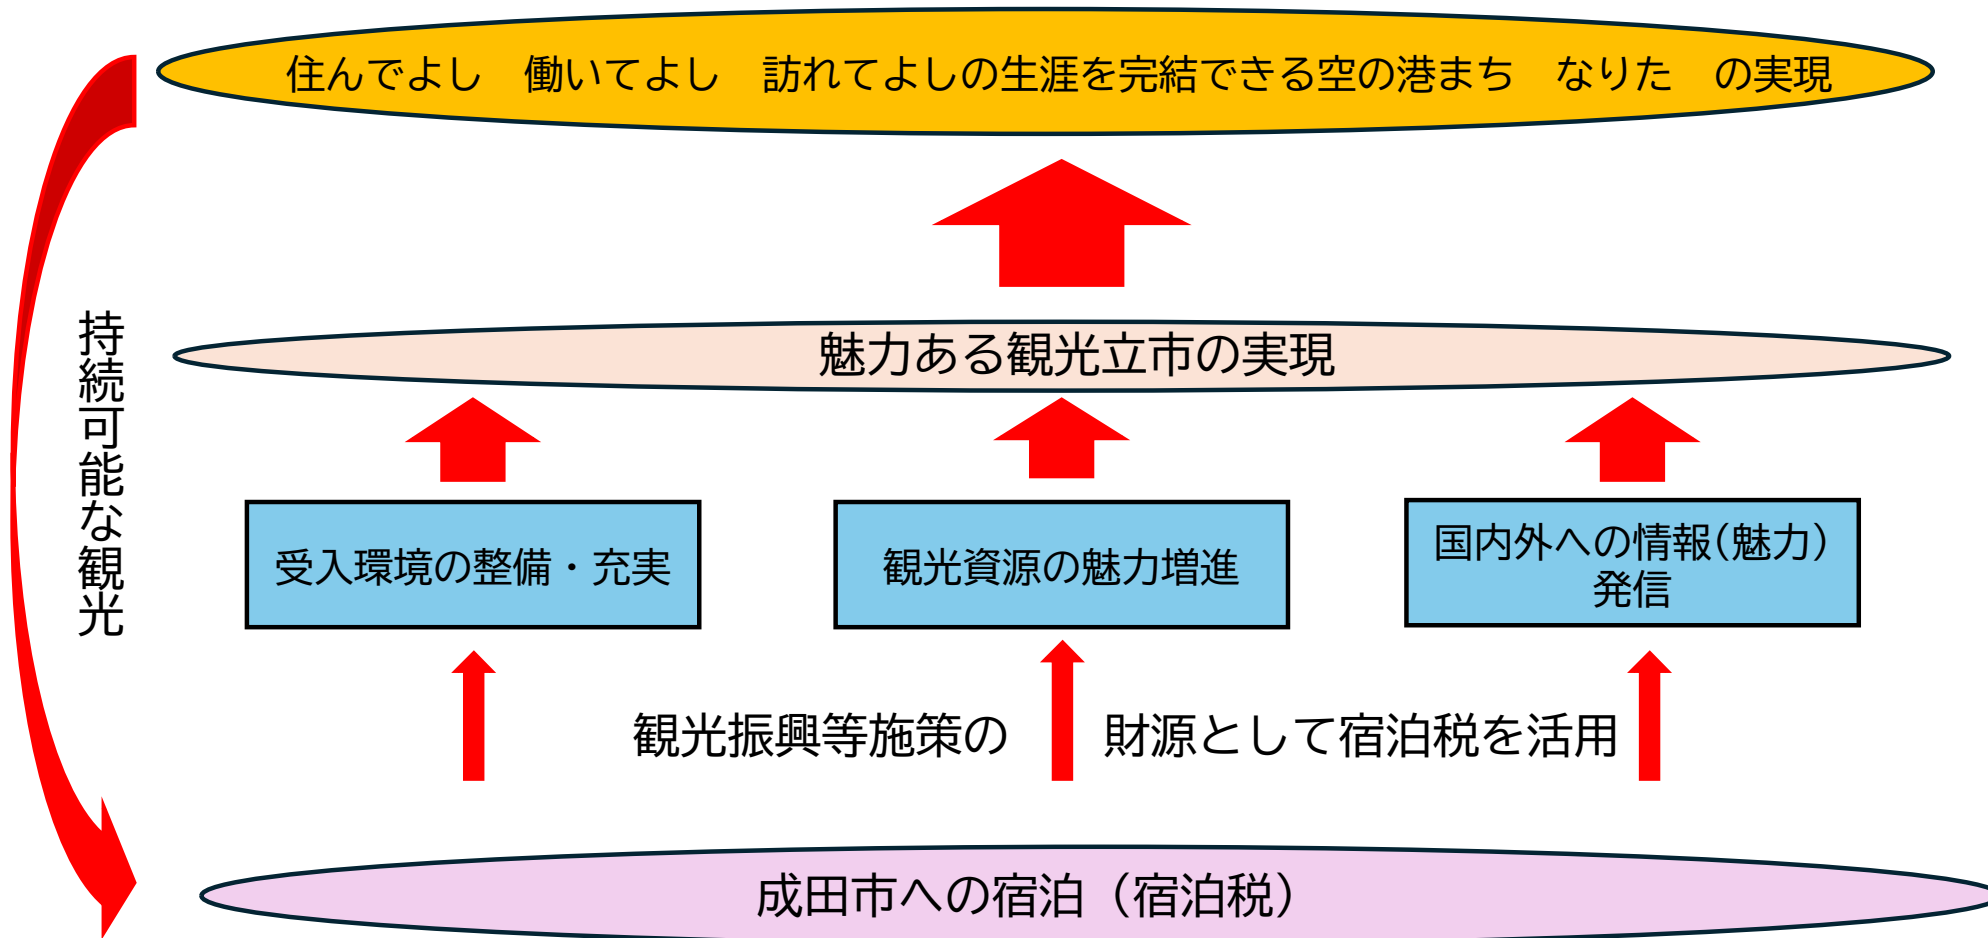 住んでよし　働いてよし　訪れてよしの生涯を完結できる空の港まち　なりた　の実現
魅力ある観光立市の実現
持続可能な観光
受入環境の整備・充実
観光資源の魅力増進
国内外への情報（魅力）
発信
観光振興等施策の　財源として宿泊税を活用
成田市への宿泊（宿泊税）